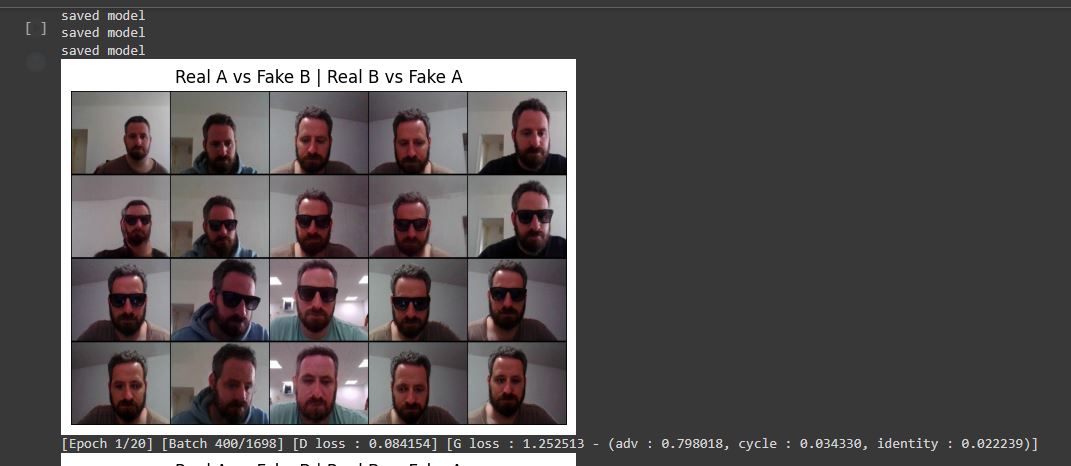 saved model
[ ] saved model
saved model
Real A vs Fake B | Real B vs Fake A
[Epoch 1/20] [Batch 400/1698] [D loss : 0.084154] [G loss : 1.252513 - (adv : 0.798018, cycle : 0.034330, identity : 0.022239)]